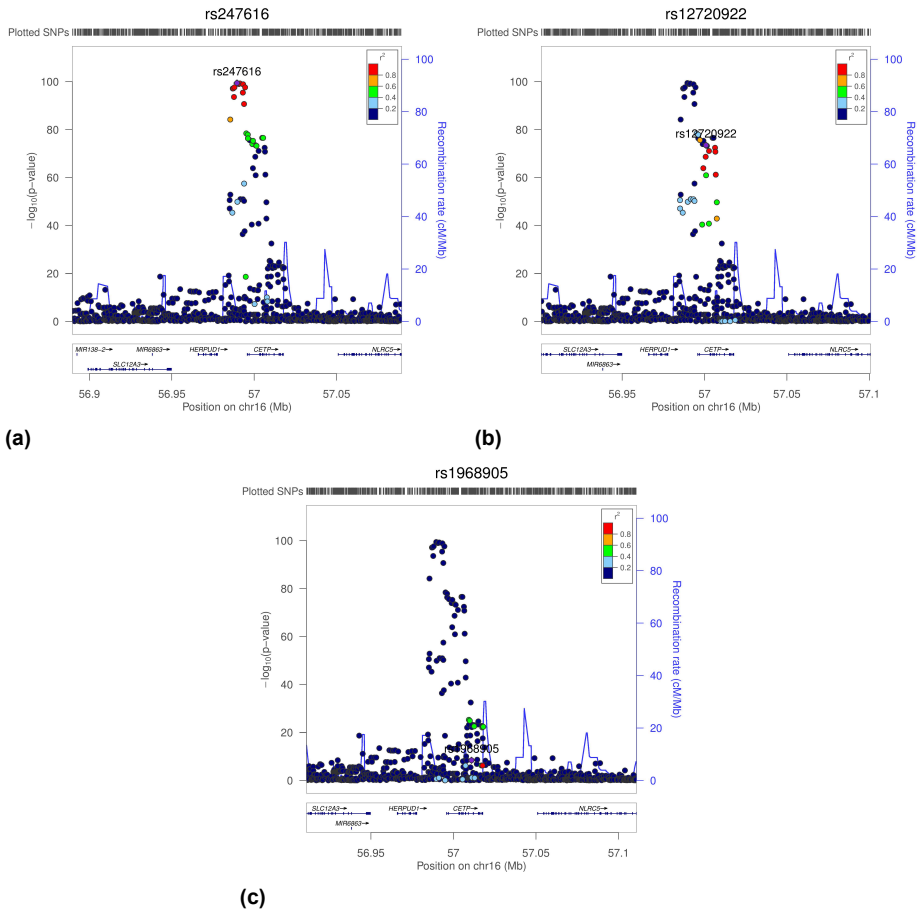 rs247616
Plotted SNPs
rs247616
r²
0.8
0.6
0.4
0.2
100
80
60
40
20
0
− log₁₀(p−value)
100
80
60
40
20
0
Recombination rate (cM/Mb)
MIR138−2→ MIR6863→ HERPUD1→ CETP→ NLRC5→
SLC12A3→
56.9 56.95 57 57.05
Position on chr16 (Mb)
(a)
rs12720922
Plotted SNPs
rs12720922
r²
0.8
0.6
0.4
0.2
100
80
60
40
20
0
− log₁₀(p−value)
100
80
60
40
20
0
Recombination rate (cM/Mb)
SLC12A3→ HERPUD1→ CETP→ NLRC5→
MIR6863→
56.95 57 57.05 57.1
Position on chr16 (Mb)
(b)
rs1968905
Plotted SNPs
rs1968905
r²
0.8
0.6
0.4
0.2
100
80
60
40
20
0
− log₁₀(p−value)
100
80
60
40
20
0
Recombination rate (cM/Mb)
SLC12A3→ HERPUD1→ CETP→ NLRC5→
MIR6863→
56.95 57 57.05 57.1
Position on chr16 (Mb)
(c)